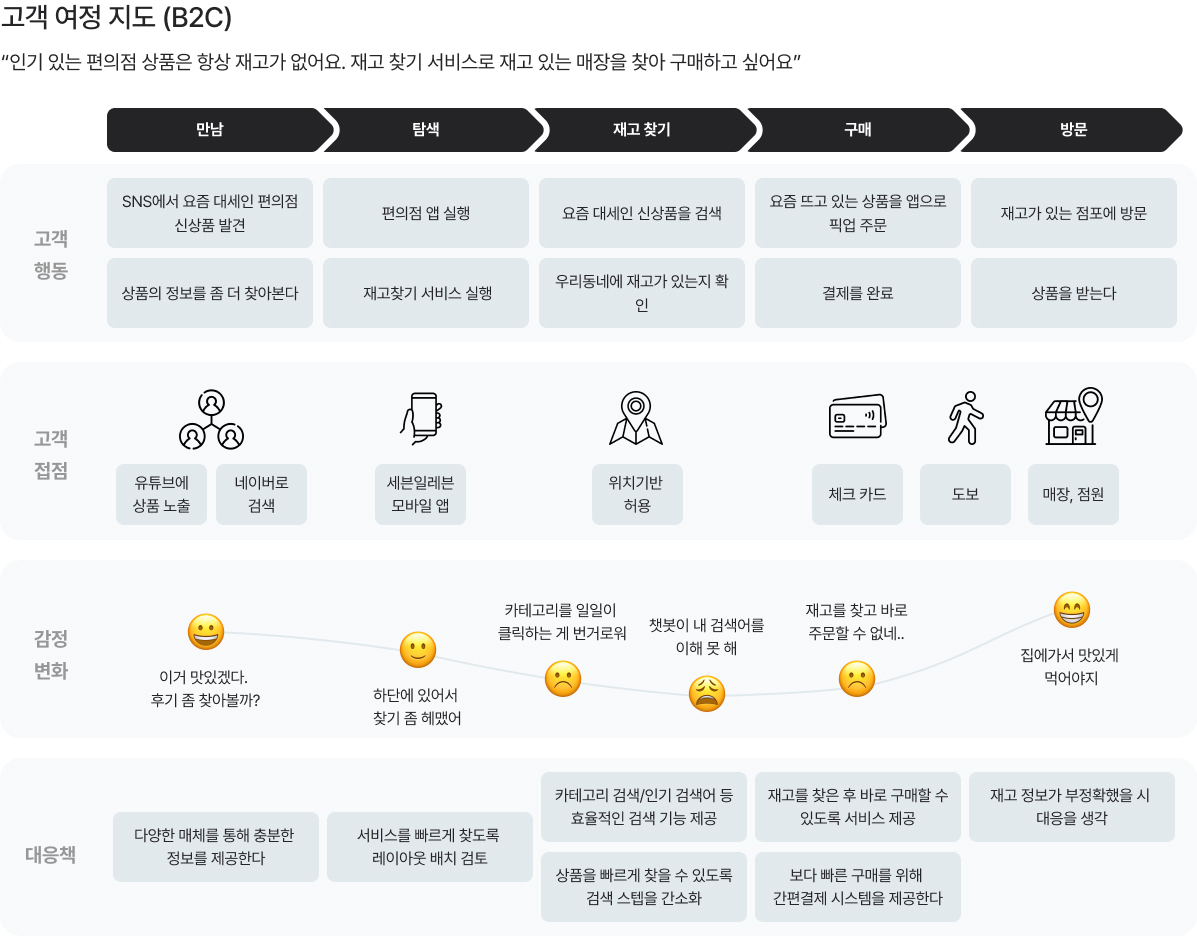 고객 여정 지도 (B2C)
“인기 있는 편의점 상품은 항상 재고가 없어요. 재고 찾기 서비스로 재고 있는 매장을 찾아 구매하고 싶어요”
만남
탐색
재고 찾기
구매
방문
고객
행동
SNS에서 요즘 대세인 편의점
신상품 발견
편의점 앱 실행
요즘 대세인 신상품을 검색
요즘 뜨고 있는 상품을 앱으로
픽업 주문
재고가 있는 점포에 방문
상품의 정보를 좀 더 찾아본다
재고찾기 서비스 실행
우리동네에 재고가 있는지 확
인
결제를 완료
상품을 받는다
고객
접점
유튜브에
상품 노출
네이버로
검색
세븐일레븐
모바일 앱
위치기반
허용
체크 카드
도보
매장, 점원
감정
변화
이거 맛있겠다.
후기 좀 찾아볼까?
하단에 있어서
찾기 좀 헤맸어
카테고리를 일일이
클릭하는 게 번거로워
챗봇이 내 검색어를
이해 못 해
재고를 찾고 바로
주문할 수 없네..
집에가서 맛있게
먹어야지
대응책
다양한 매체를 통해 충분한
정보를 제공한다
서비스를 빠르게 찾도록
레이아웃 배치 검토
카테고리 검색/인기 검색어 등
효율적인 검색 기능 제공
재고를 찾은 후 바로 구매할 수
있도록 서비스 제공
재고 정보가 부정확했을 시
대응을 생각
상품을 빠르게 찾을 수 있도록
검색 스텝을 간소화
보다 빠른 구매를 위해
간편결제 시스템을 제공한다